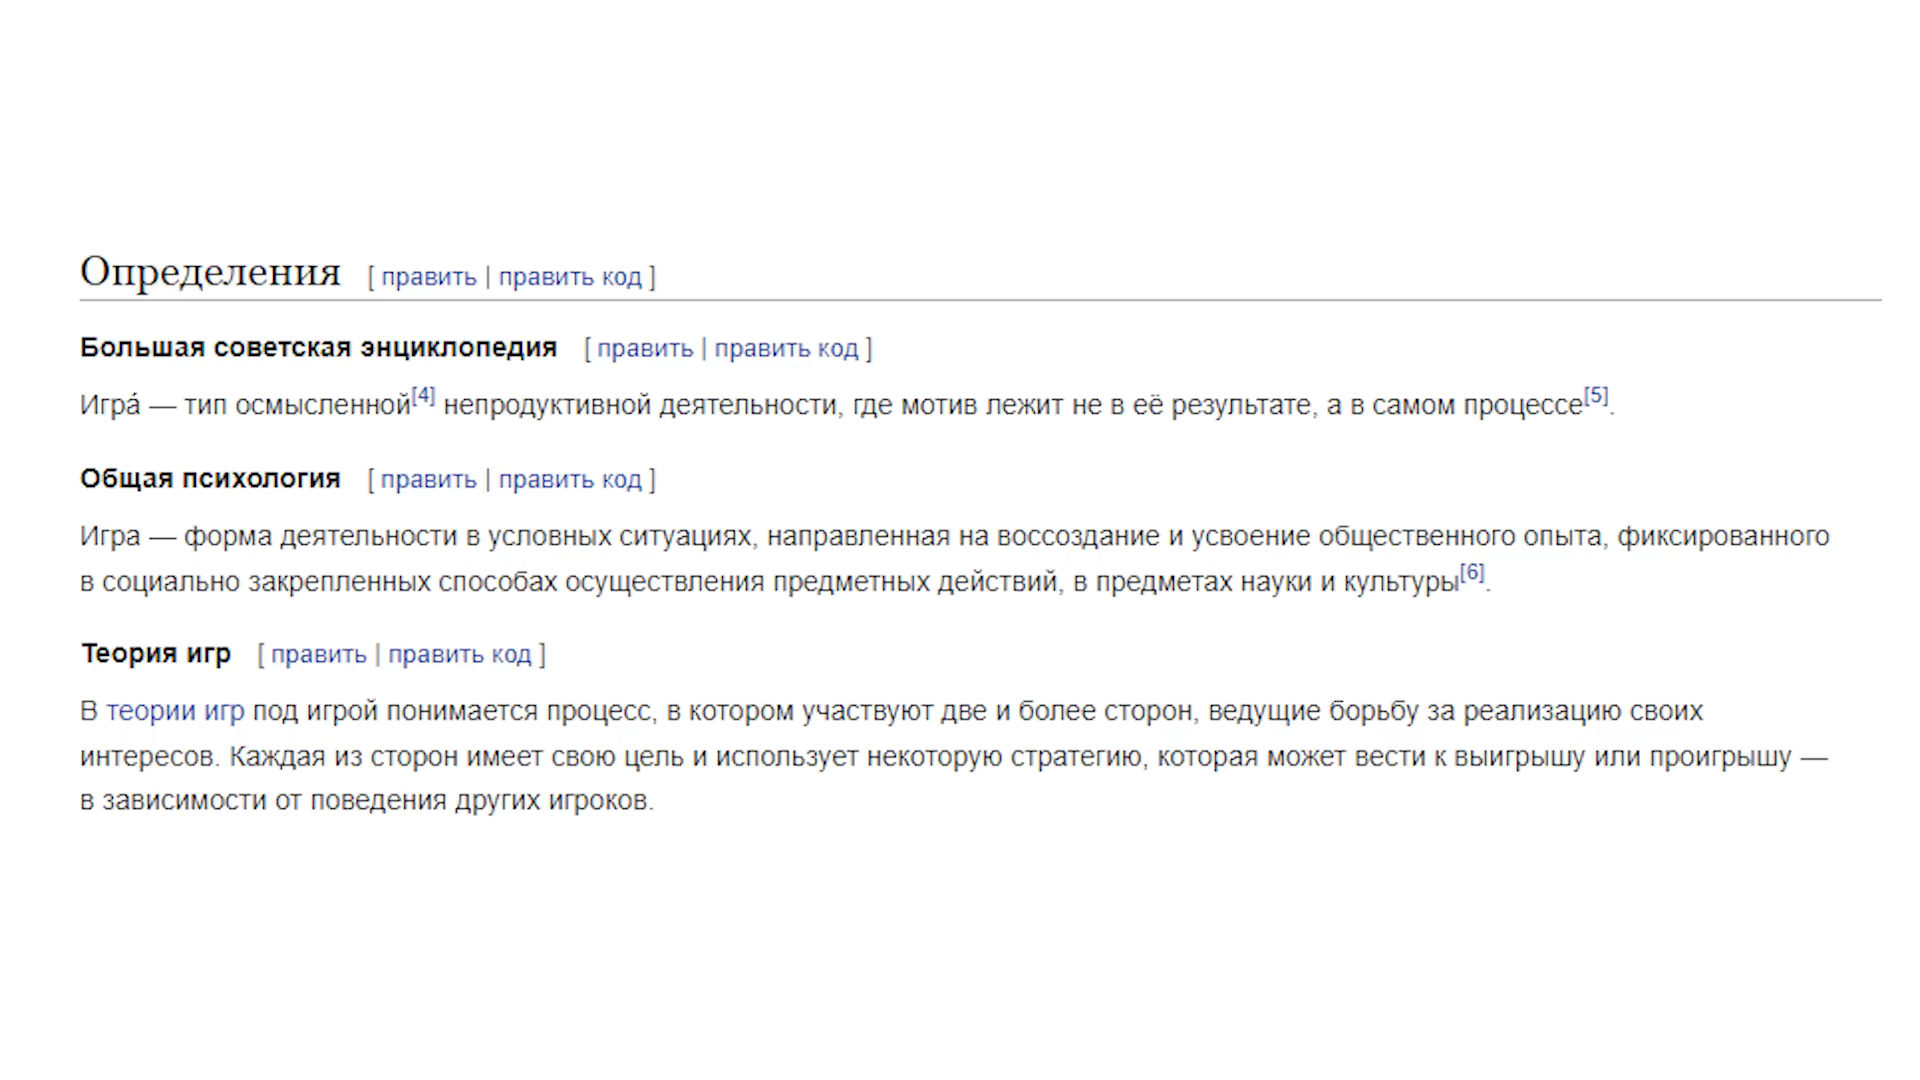 Определения [ править | править код ]
Большая советская энциклопедия [ править | править код ]
Игра́ — тип осмысленной[4] непродуктивной деятельности, где мотив лежит не в её результате, а в самом процессе[5].
Общая психология [ править | править код ]
Игра — форма деятельности в условных ситуациях, направленная на воссоздание и усвоение общественного опыта, фиксированного
в социально закрепленных способах осуществления предметных действий, в предметах науки и культуры[6].
Теория игр [ править | править код ]
В теории игр под игрой понимается процесс, в котором участвуют две и более сторон, ведущие борьбу за реализацию своих
интересов. Каждая из сторон имеет свою цель и использует некоторую стратегию, которая может вести к выигрышу или проигрышу —
в зависимости от поведения других игроков.